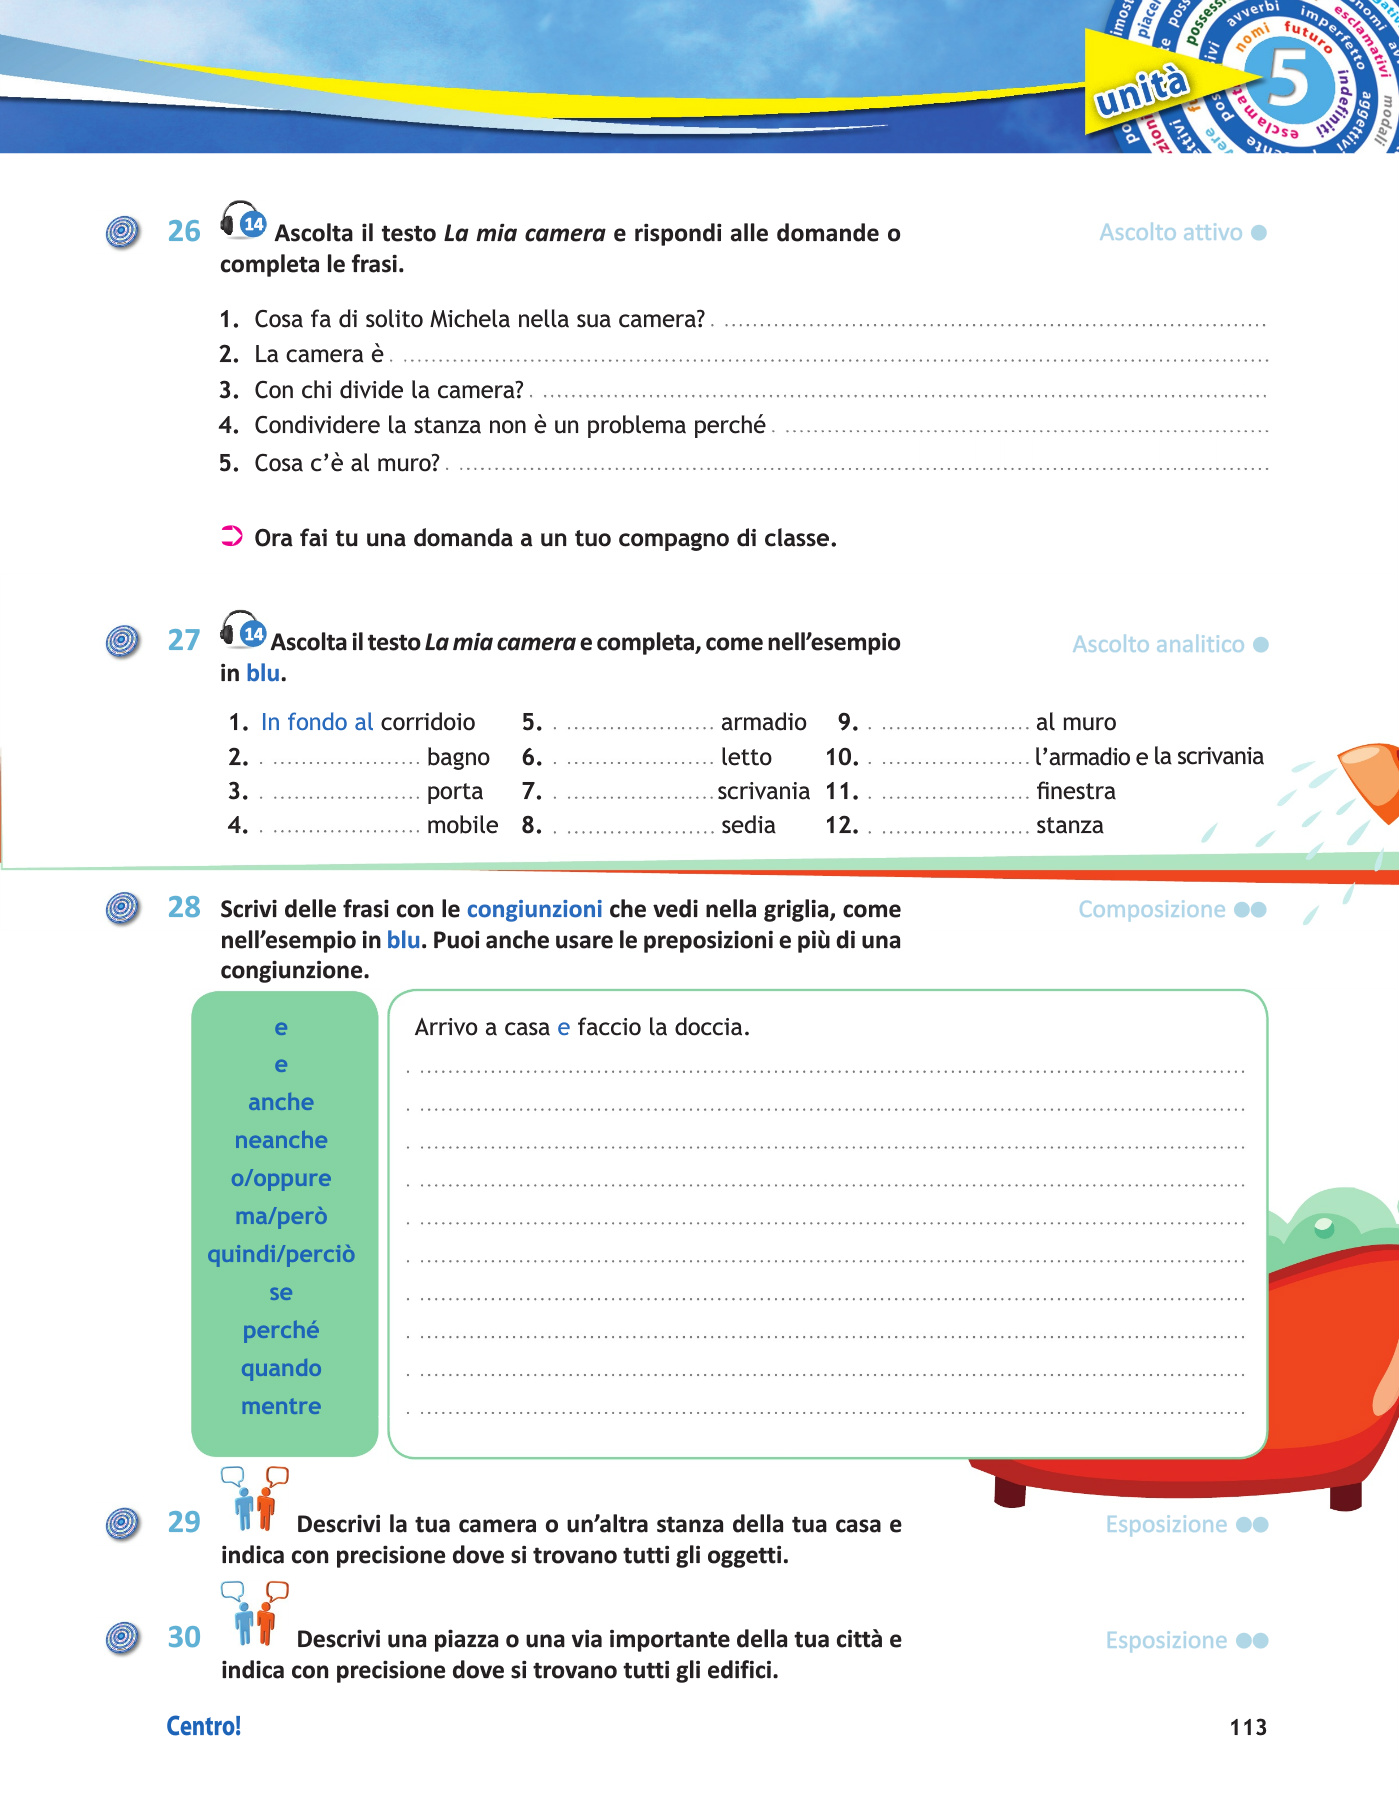 unità
5
nomi futuro
avverbi imperfetto
esclamativi
indefiniti
aggettivi
modali
26 14 Ascolta il testo La mia camera e rispondi alle domande o
completa le frasi.
Ascolto attivo
1. Cosa fa di solito Michela nella sua camera?
2. La camera è
3. Con chi divide la camera?
4. Condividere la stanza non è un problema perché
5. Cosa c’è al muro?
Ora fai tu una domanda a un tuo compagno di classe.
27 14 Ascolta il testo La mia camera e completa, come nell’esempio
in blu.
Ascolto analitico
1. In fondo al corridoio 5. armadio 9. al muro
2. bagno 6. letto 10. l’armadio e la scrivania
3. porta 7. scrivania 11. finestra
4. mobile 8. sedia 12. stanza
28 Scrivi delle frasi con le congiunzioni che vedi nella griglia, come
nell’esempio in blu. Puoi anche usare le preposizioni e più di una
congiunzione.
Composizione
e
e
anche
neanche
o/oppure
ma/però
quindi/perciò
se
perché
quando
mentre
Arrivo a casa e faccio la doccia.
29 Descrivi la tua camera o un’altra stanza della tua casa e
indica con precisione dove si trovano tutti gli oggetti.
Esposizione
30 Descrivi una piazza o una via importante della tua città e
indica con precisione dove si trovano tutti gli edifici.
Esposizione
Centro!
113